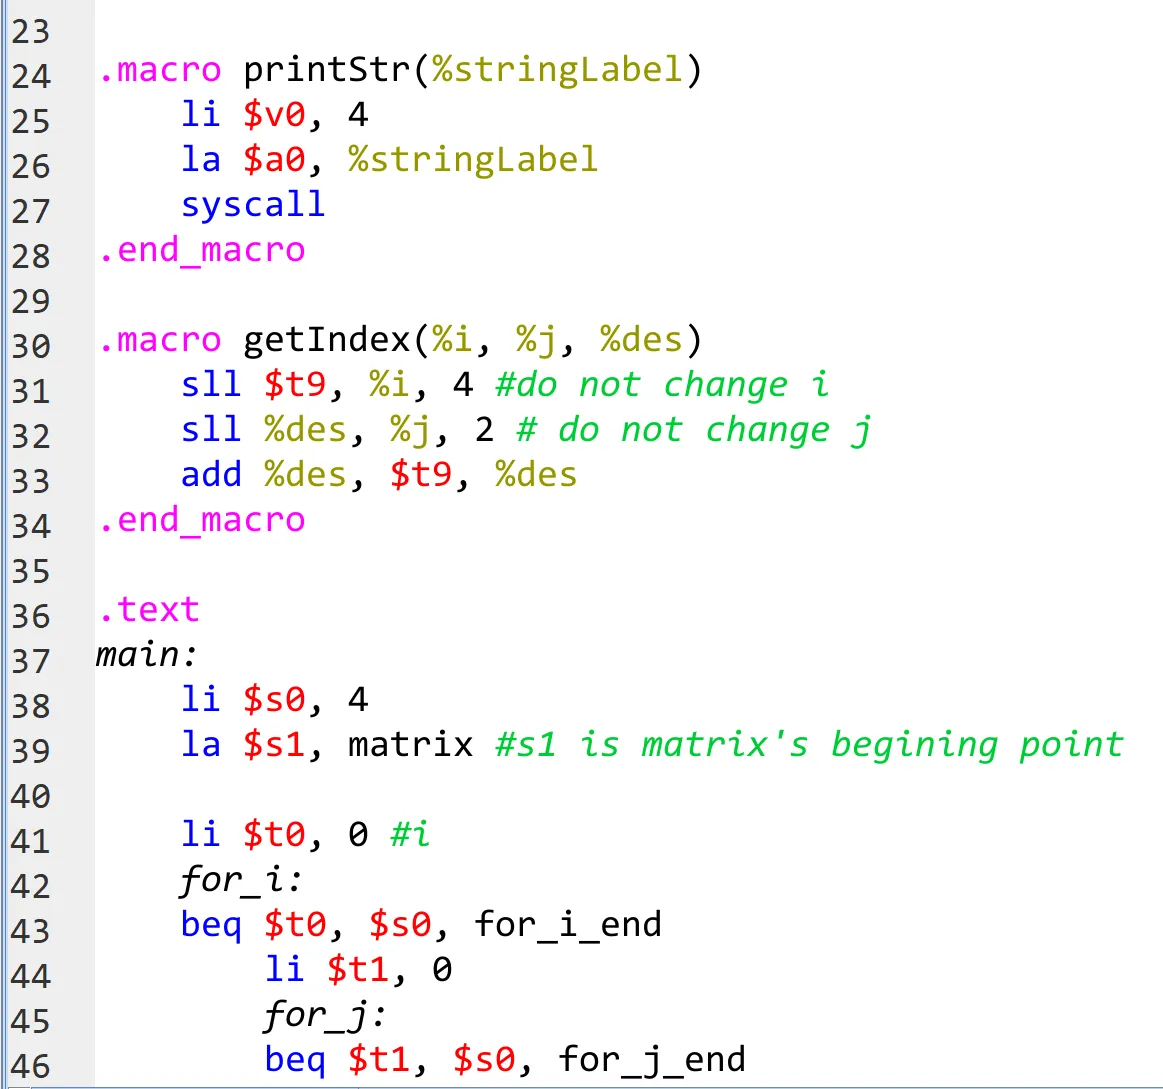 23
24 .macro printStr(%stringLabel)
25     li $v0, 4
26     la $a0, %stringLabel
27     syscall
28 .end_macro
29
30 .macro getIndex(%i, %j, %des)
31     sll $t9, %i, 4 #do not change i
32     sll %des, %j, 2 # do not change j
33     add %des, $t9, %des
34 .end_macro
35
36 .text
37 main:
38     li $s0, 4
39     la $s1, matrix #s1 is matrix's begining point
40
41     li $t0, 0 #i
42     for_i:
43     beq $t0, $s0, for_i_end
44         li $t1, 0
45         for_j:
46         beq $t1, $s0, for_j_end